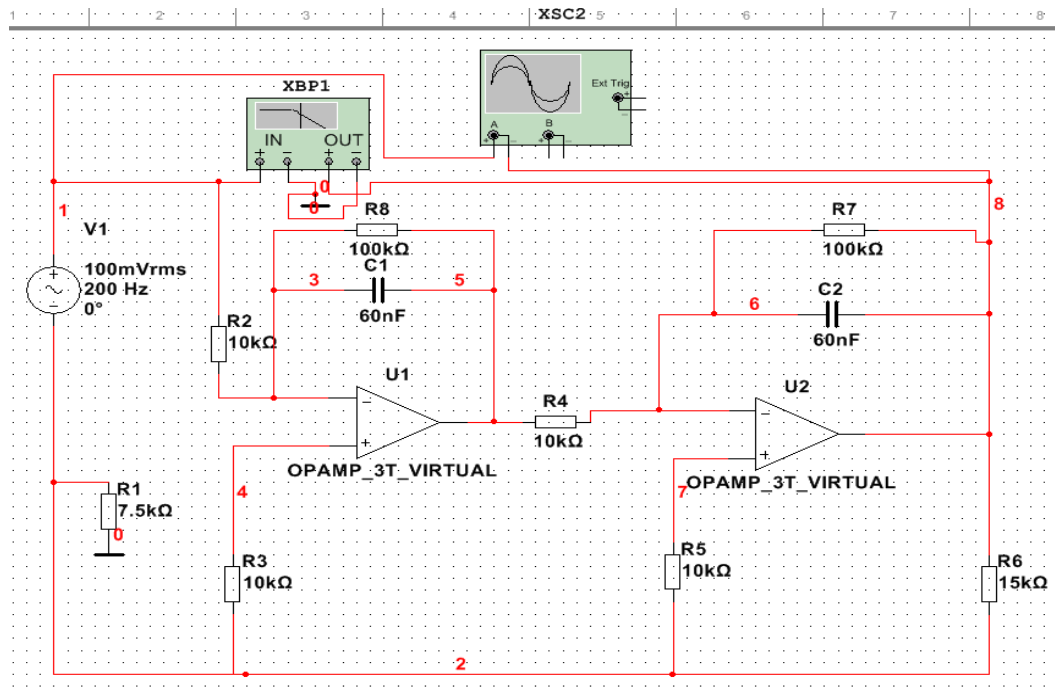 1 2 3 4 XSC2 5 6 7 8
XBP1
Ext Trig
+
−
A
B
+ − + −
IN OUT
+ − + −
0
0
1
8
V1
R8
R7
100kΩ
100kΩ
C1
3
5
+
100mVrms
200 Hz
0°
−
60nF
C2
6
60nF
R2
10kΩ
U1
U2
−
+
R4
10kΩ
−
+
OPAMP_3T_VIRTUAL
OPAMP_3T_VIRTUAL
R1
7.5kΩ
0
4
7
R3
10kΩ
R5
10kΩ
R6
15kΩ
2